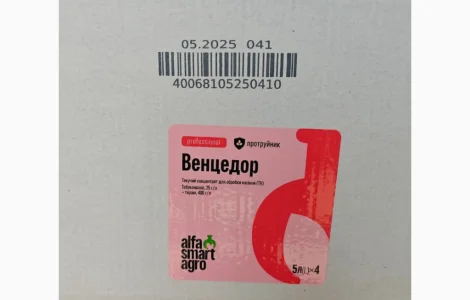 05.2025 041
40068105250410
professional
протруйник
Венцедор
Текучий концентрат для обробки насіння (ТН)
Тебуконазол, 25 г/л
+ тирам, 400 г/л
alfa
smart
agro
5л
×4